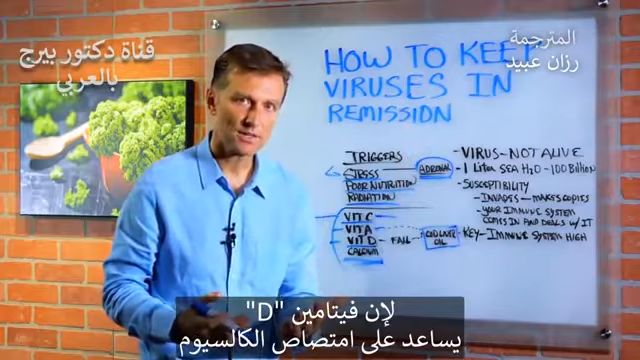 قناة دكتور بيرج
بالعربي
المترجمة
رزان عبيد
HOW TO KEEP
VIRUSES IN
REMISSION
TRIGGERS
STRESS
POOR NUTRITION
RADIATION
ADRENAL
VIT C
VIT A
VIT D
CALCIUM
FALL
COD LIVER
OIL
- VIRUS - NOT ALIVE
- 1 Liter SEA H2O - 100 Billion
- SUSCEPTIBILITY
- INVADES - MAKES COPIES
- YOUR IMMUNE SYSTEM
COMES IN AND DEALS W/ IT
- KEY - IMMUNE SYSTEM HIGH
لإن فيتامين "D"
يساعد على امتصاص الكالسيوم